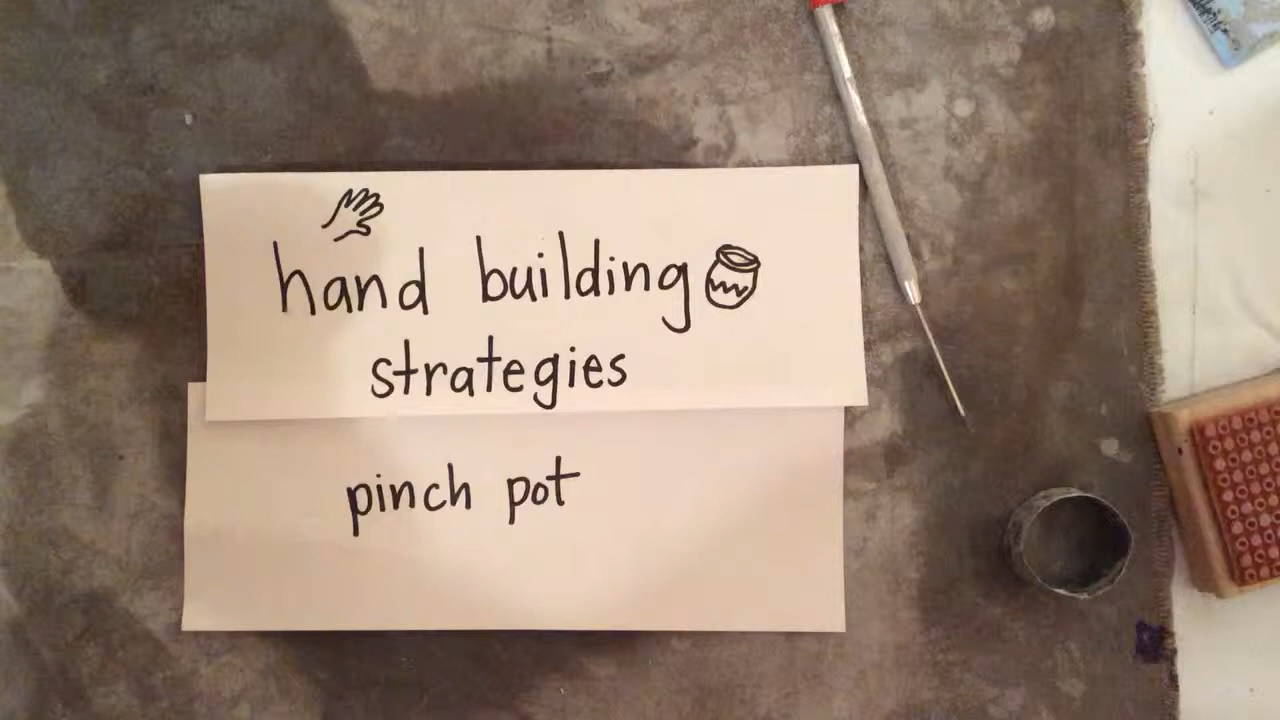 hand building
strategies
pinch pot